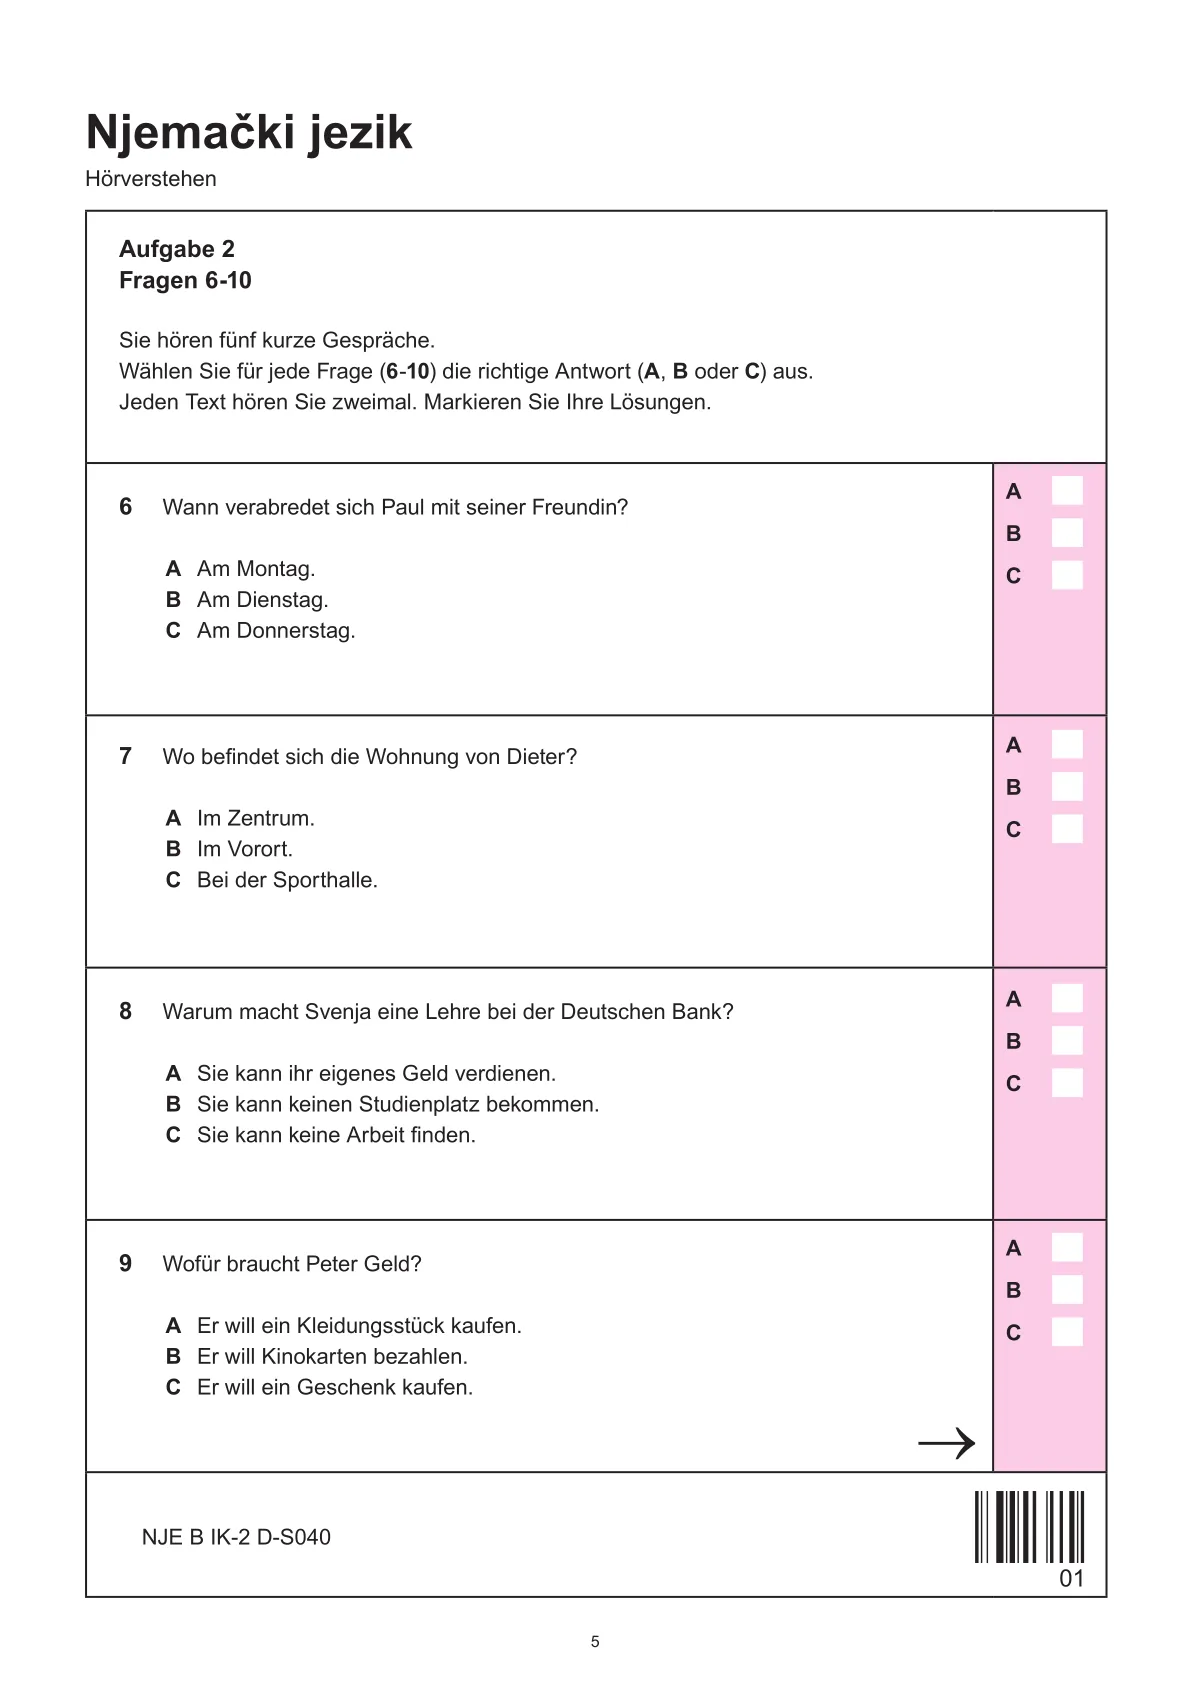 Njemački jezik
Hörverstehen
Aufgabe 2
Fragen 6-10
Sie hören fünf kurze Gespräche.
Wählen Sie für jede Frage (6-10) die richtige Antwort (A, B oder C) aus.
Jeden Text hören Sie zweimal. Markieren Sie Ihre Lösungen.
6 Wann verabredet sich Paul mit seiner Freundin?
A Am Montag.
B Am Dienstag.
C Am Donnerstag.
A
B
C
7 Wo befindet sich die Wohnung von Dieter?
A Im Zentrum.
B Im Vorort.
C Bei der Sporthalle.
A
B
C
8 Warum macht Svenja eine Lehre bei der Deutschen Bank?
A Sie kann ihr eigenes Geld verdienen.
B Sie kann keinen Studienplatz bekommen.
C Sie kann keine Arbeit finden.
A
B
C
9 Wofür braucht Peter Geld?
A Er will ein Kleidungsstück kaufen.
B Er will Kinokarten bezahlen.
C Er will ein Geschenk kaufen.
A
B
C
NJE B IK-2 D-S040
01
5